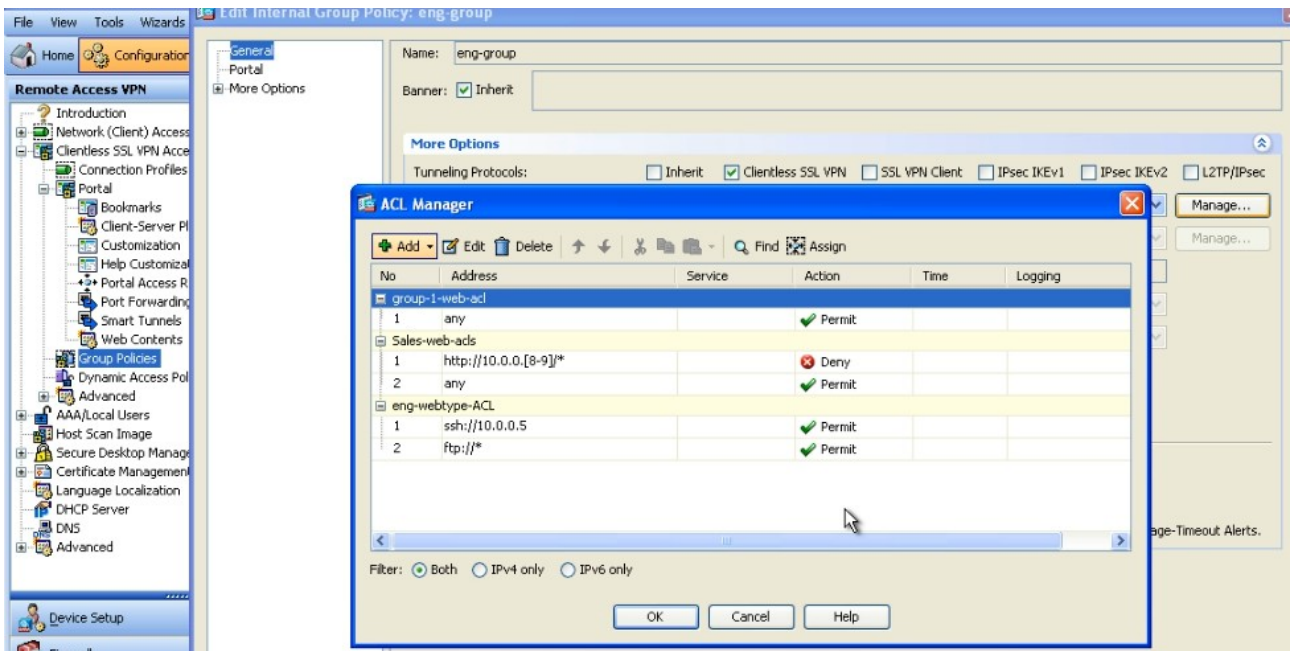 Edit Internal Group Policy: eng-group
File View Tools Wizards
Home Configuration
Remote Access VPN
Introduction
Network (Client) Access
Clientless SSL VPN Acce
Connection Profiles
Portal
Bookmarks
Client-Server Pl
Customization
Help Customizat
Portal Access R
Port Forwarding
Smart Tunnels
Web Contents
Group Policies
Dynamic Access Pol
Advanced
AAA/Local Users
Host Scan Image
Secure Desktop Manage
Certificate Management
Language Localization
DHCP Server
DNS
Advanced
Device Setup
General
Portal
More Options
Name: eng-group
Banner: Inherit
More Options
Tunneling Protocols: Inherit Clientless SSL VPN SSL VPN Client IPsec IKEv1 IPsec IKEv2 L2TP/IPsec
Manage...
Manage...
age-Timeout Alerts.
ACL Manager
Add Edit Delete Find Assign
No Address Service Action Time Logging
group-1-web-acl
1 any Permit
Sales-web-acls
1 http://10.0.0.[8-9]/* Deny
2 any Permit
eng-webtype-ACL
1 ssh://10.0.0.5 Permit
2 ftp://* Permit
Filter: Both IPv4 only IPv6 only
OK Cancel Help